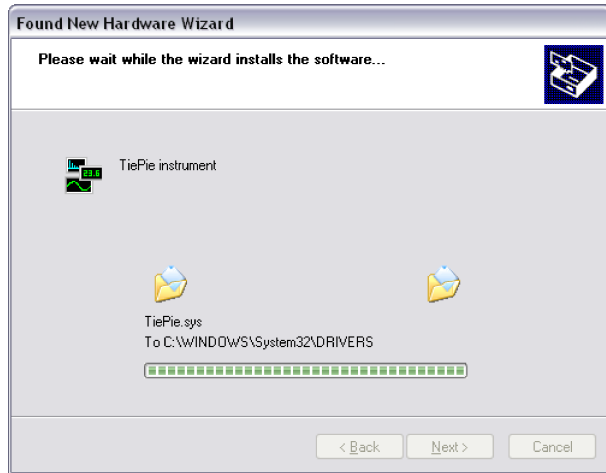 Found New Hardware Wizard
Please wait while the wizard installs the software...
23.6
TiePie instrument
TiePie.sys
To C:\WINDOWS\System32\DRIVERS
< Back
Next >
Cancel